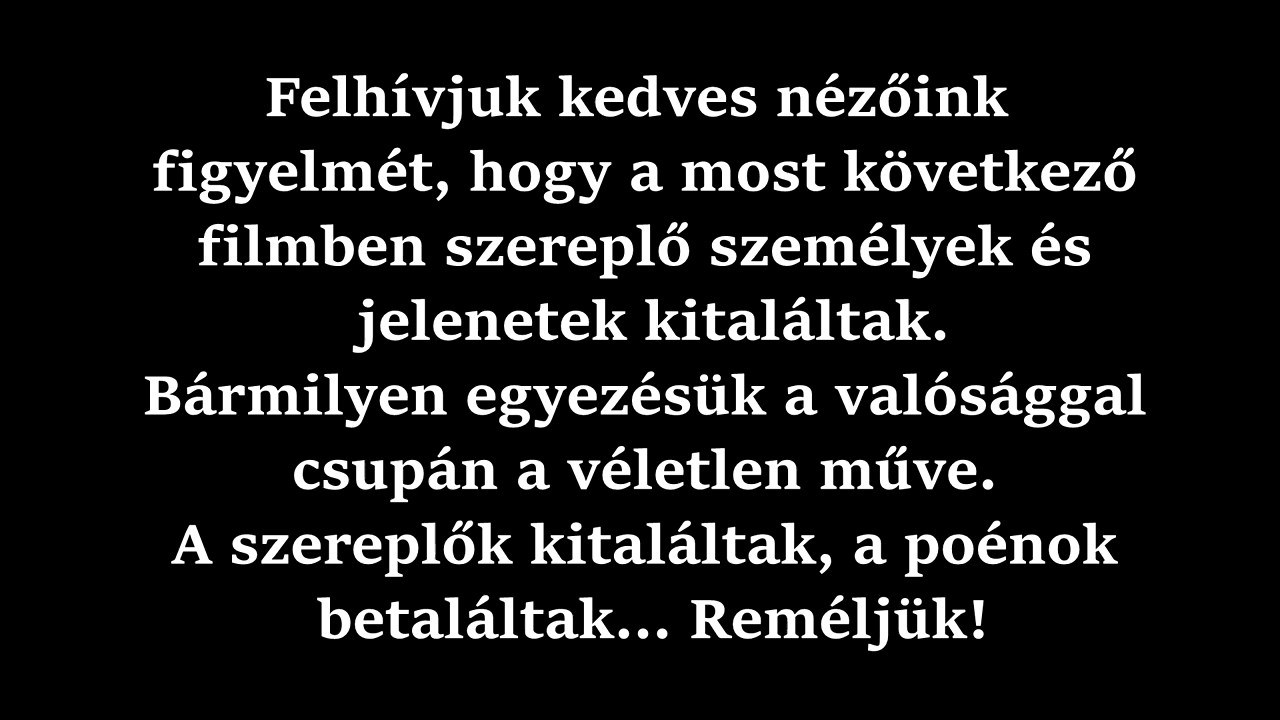 Felhívjuk kedves nézőink
figyelmét, hogy a most következő
filmben szereplő személyek és
jelenetek kitaláltak.
Bármilyen egyezésük a valósággal
csupán a véletlen műve.
A szereplők kitaláltak, a poénok
betaláltak... Reméljük!